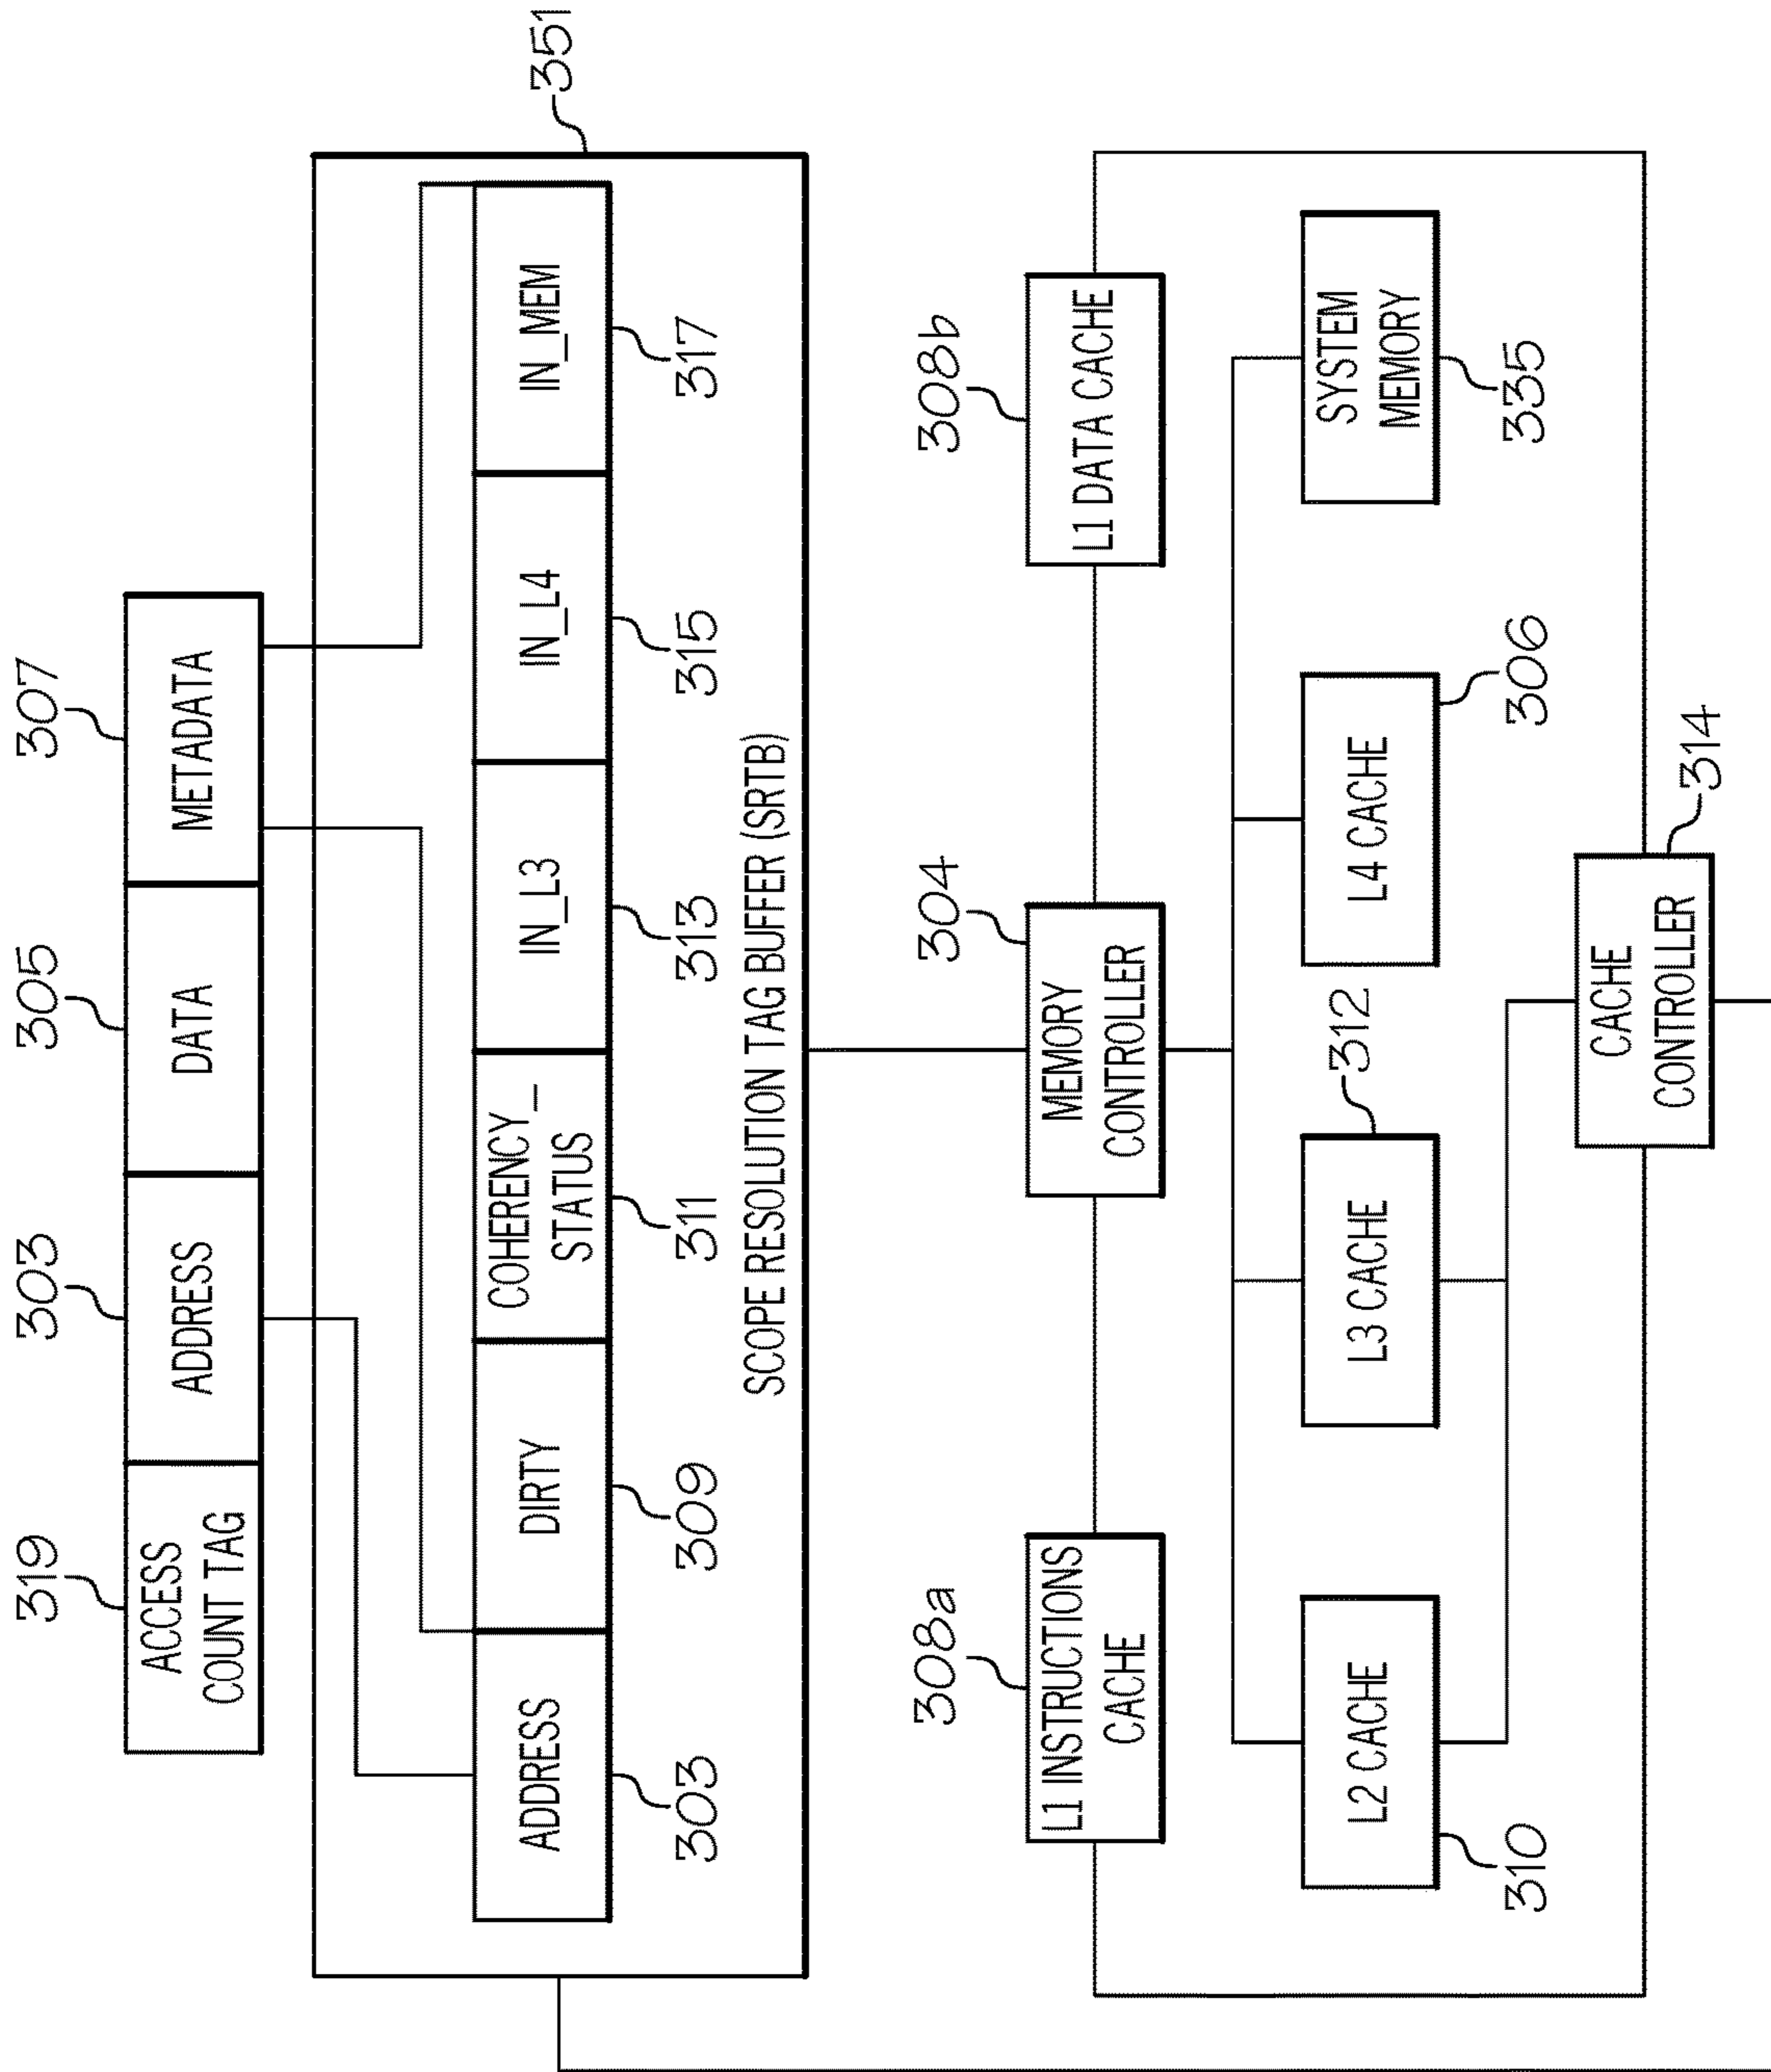 319
303
305
307
ACCESS
COUNT TAG
ADDRESS
DATA
METADATA
351
ADDRESS
DIRTY
COHERENCY_
STATUS
IN_L3
IN_L4
IN_MEM
303
309
311
313
315
317
SCOPE RESOLUTION TAG BUFFER (SRTB)
308a
304
308b
L1 INSTRUCTIONS
CACHE
MEMORY
CONTROLLER
L1 DATA CACHE
312
L2 CACHE
L3 CACHE
L4 CACHE
SYSTEM
MEMORY
310
306
335
314
CACHE
CONTROLLER